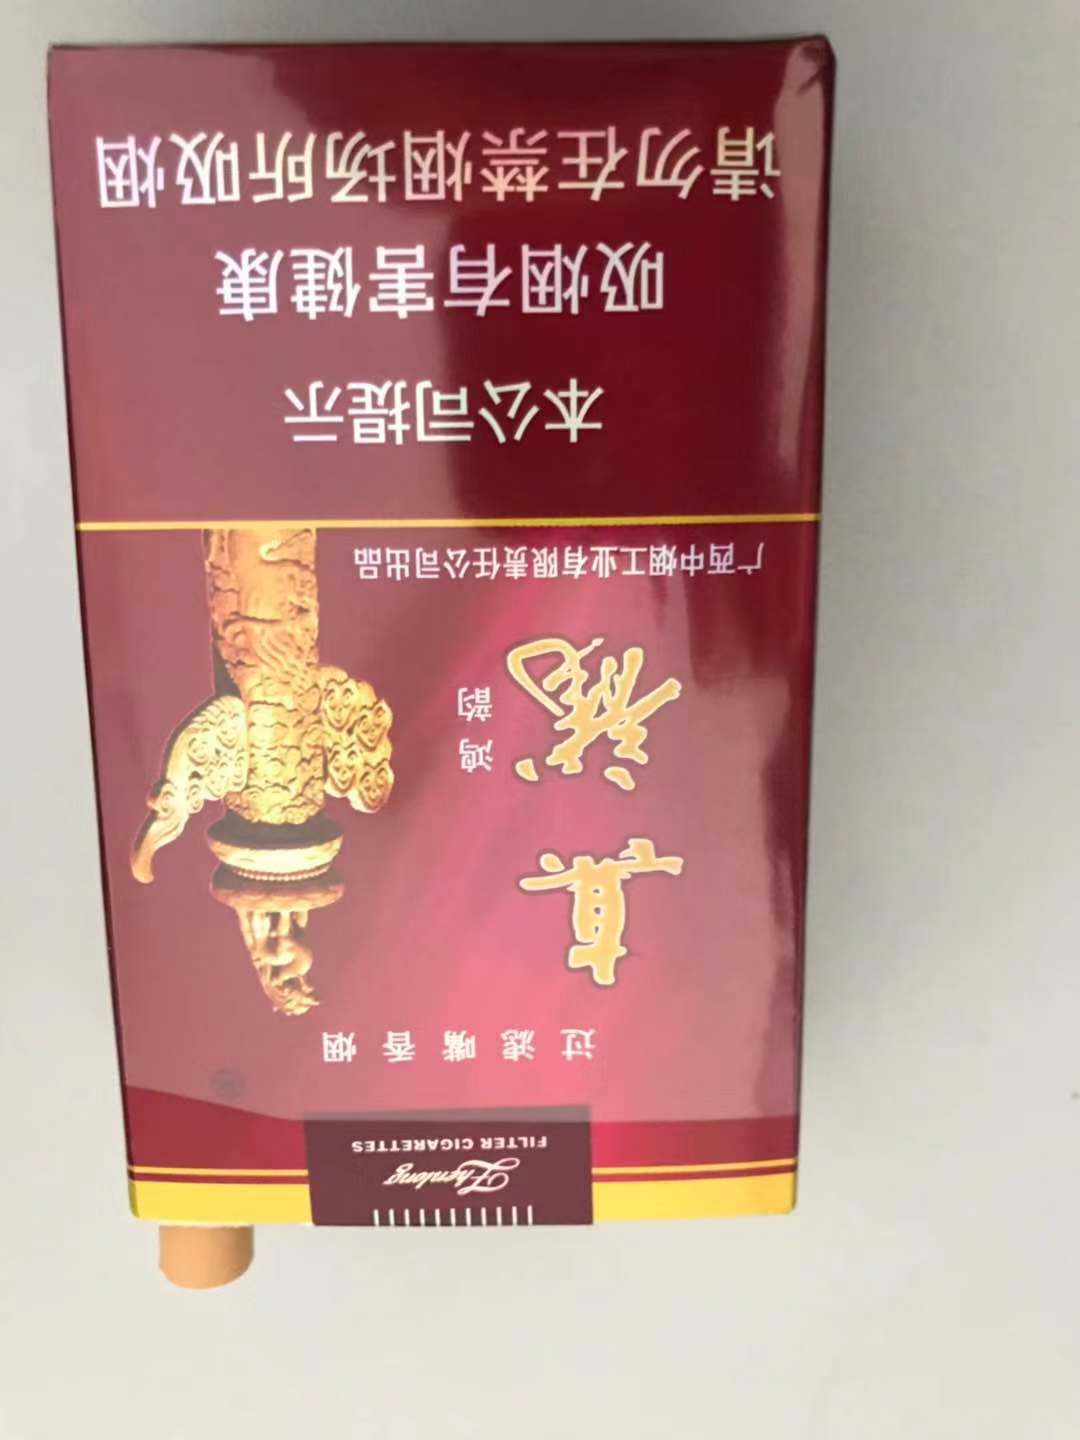 Zhenlong
FILTER CIGARETTES
过滤嘴香烟
真龍
鸿韵
广西中烟工业有限责任公司出品
本公司提示
吸烟有害健康
请勿在禁烟场所吸烟